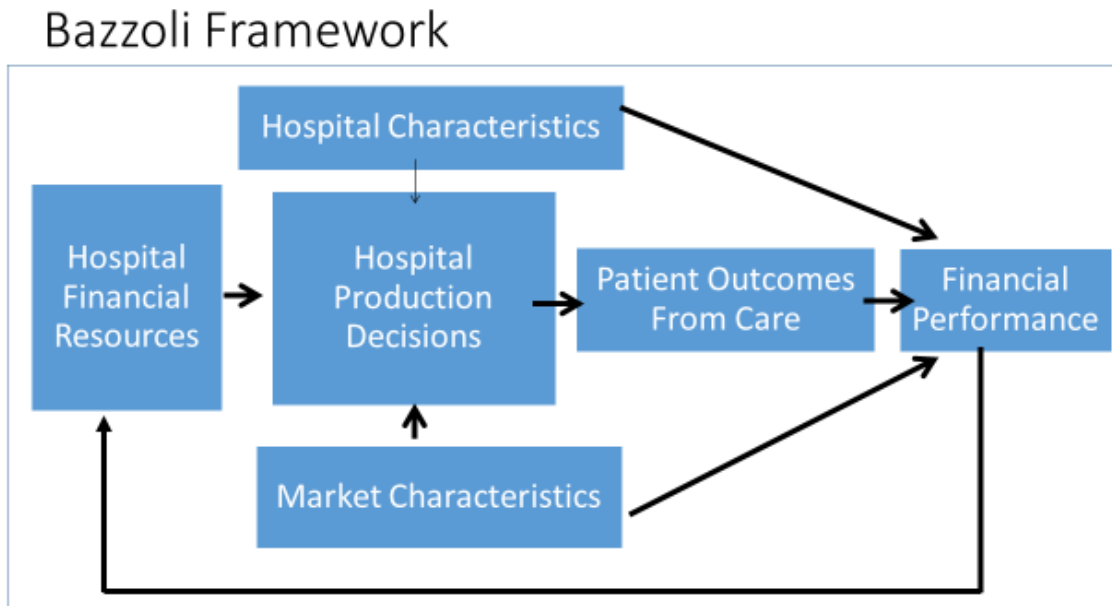 Bazzoli Framework
Hospital Characteristics
Hospital
Financial
Resources
Hospital
Production
Decisions
Patient Outcomes
From Care
Financial
Performance
Market Characteristics